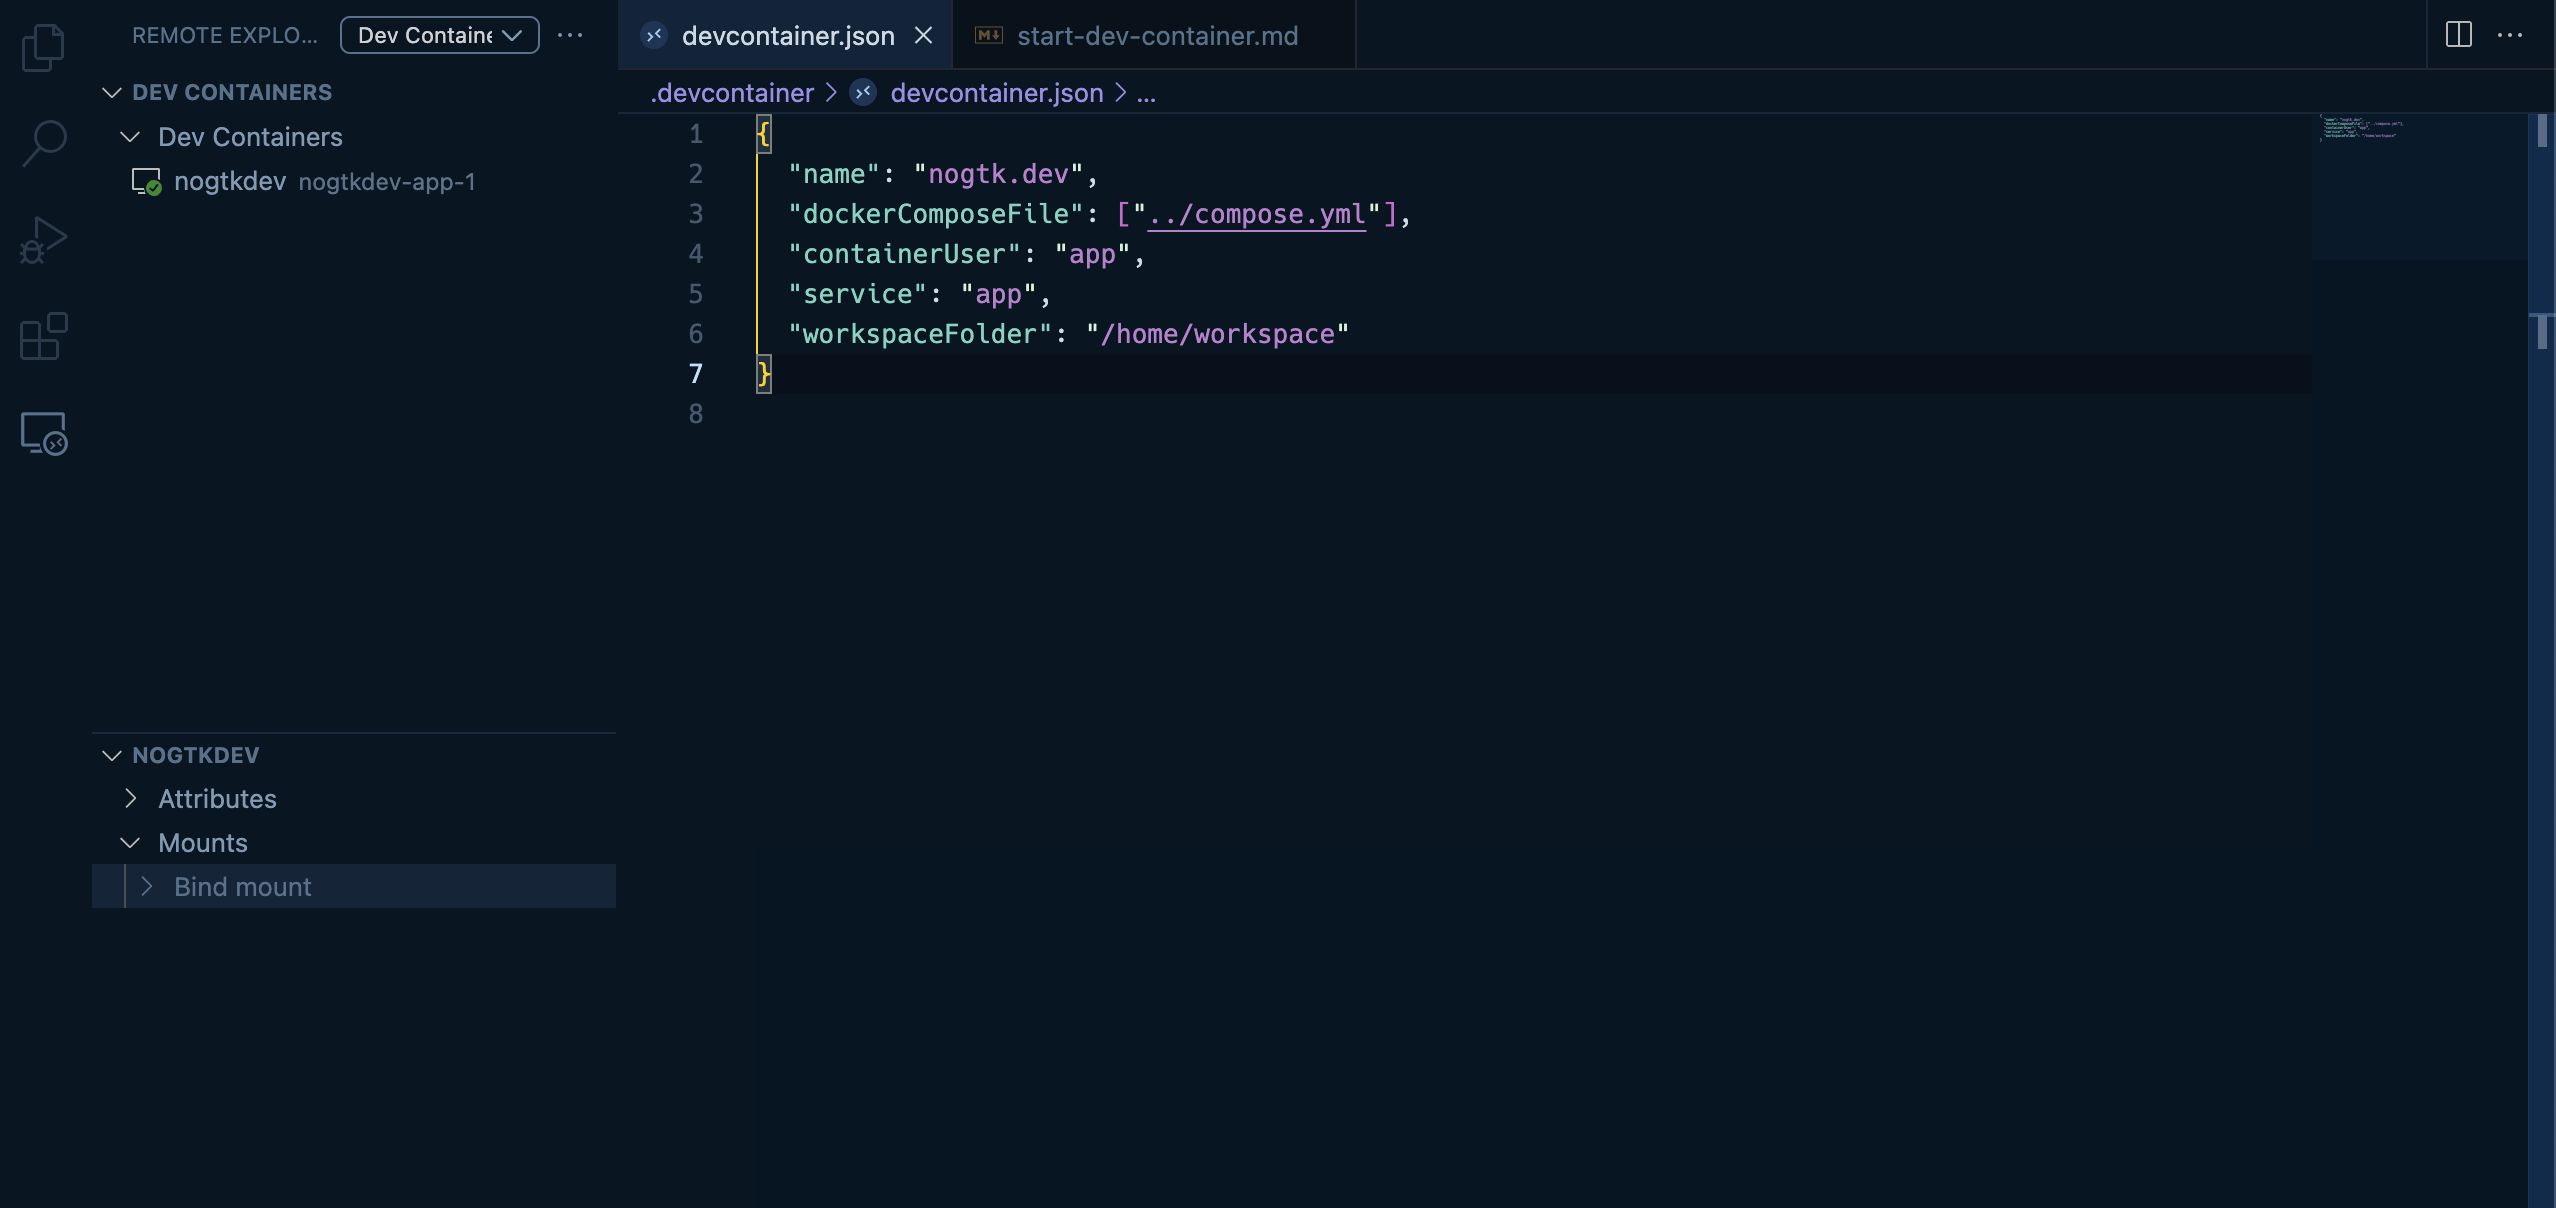 REMOTE EXPLO...
Dev Containe
DEV CONTAINERS
Dev Containers
nogtkdev nogtkdev-app-1
NOGTKDEV
Attributes
Mounts
Bind mount
devcontainer.json
start-dev-container.md
.devcontainer > devcontainer.json > ...
1 {
2 "name": "nogtk.dev",
3 "dockerComposeFile": ["../compose.yml"],
4 "containerUser": "app",
5 "service": "app",
6 "workspaceFolder": "/home/workspace"
7 }
8